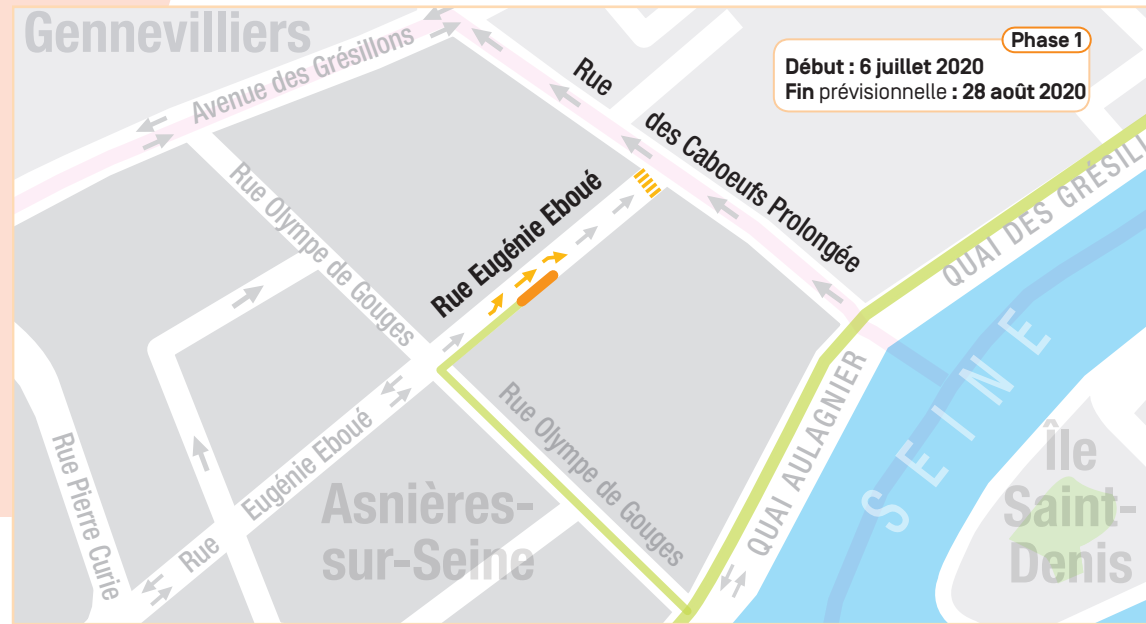 Gennevilliers
Avenue des Grésillons
Phase 1
Début : 6 juillet 2020
Fin prévisionnelle : 28 août 2020
Rue
des Caboeufs Prolongée
Rue Olympe de Gouges
Rue Eugénie Eboué
QUAI DES GRÉSILL
Rue Olympe de Gouges
QUAI AULAGNIER
SEINE
Rue Pierre Curie
Rue
Eugénie Eboué
Asnières-
sur-Seine
Île
Saint-
Denis